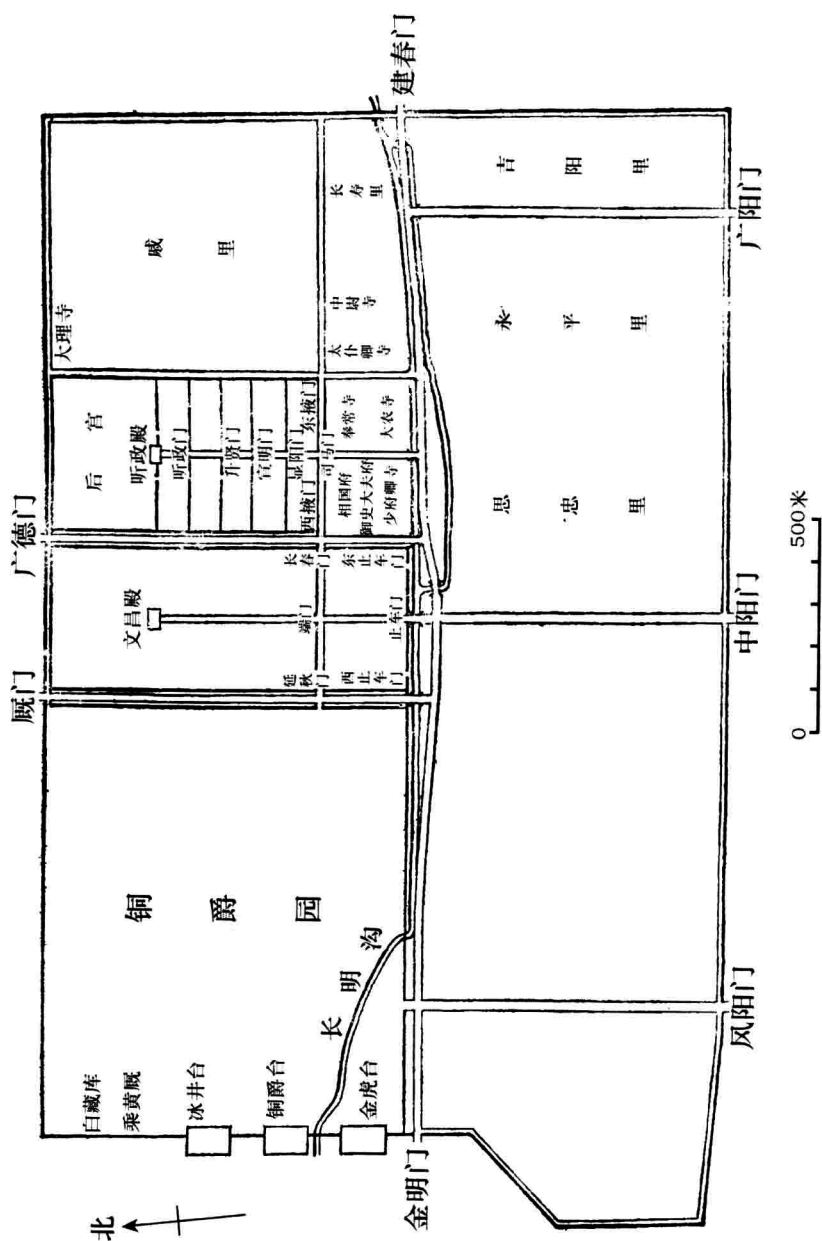 北
厩门
广德门
白藏库
乘黄厩
冰井台
铜爵台
金虎台
铜爵园
长明沟
文昌殿
端门
止车门
延秋门
西止车门
长春门
东止车门
后宫
听政殿
听政门
升贤门
宣明门
显阳门
司马门
西掖门
东掖门
相国府
御史大夫府
少府卿寺
奉常寺
大农寺
大理寺
戚里
太仆卿寺
中尉寺
长寿里
金明门
建春门
思忠里
永平里
吉阳里
风阳门
中阳门
广阳门
0 500米